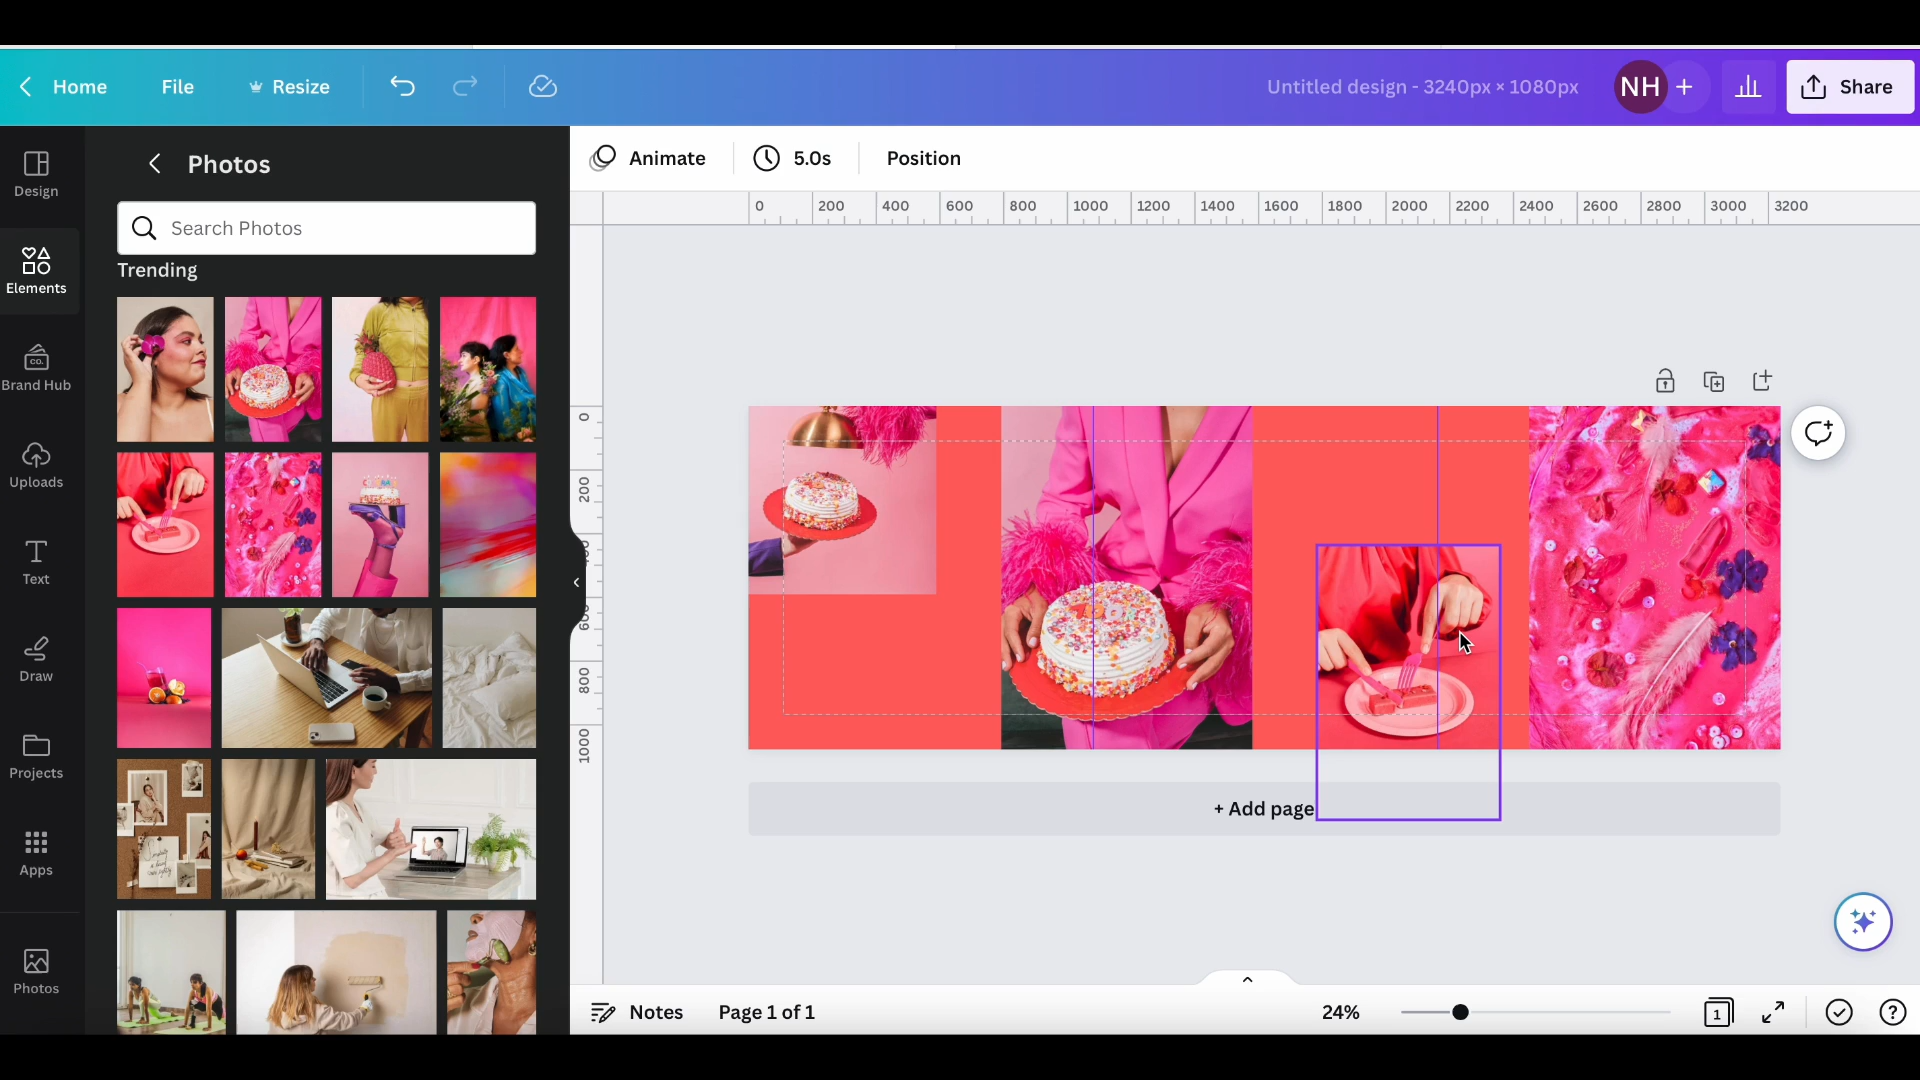 Home
File
Resize
Untitled design - 3240px × 1080px
NH
+
Share
Design
Elements
CO.
Brand Hub
Uploads
Text
Draw
Projects
Apps
Photos
Photos
Search Photos
Trending
Animate
5.0s
Position
0 200 400 600 800 1000 1200 1400 1600 1800 2000 2200 2400 2600 2800 3000 3200
0
200
800
1000
+ Add page
Notes
Page 1 of 1
24%
1
?